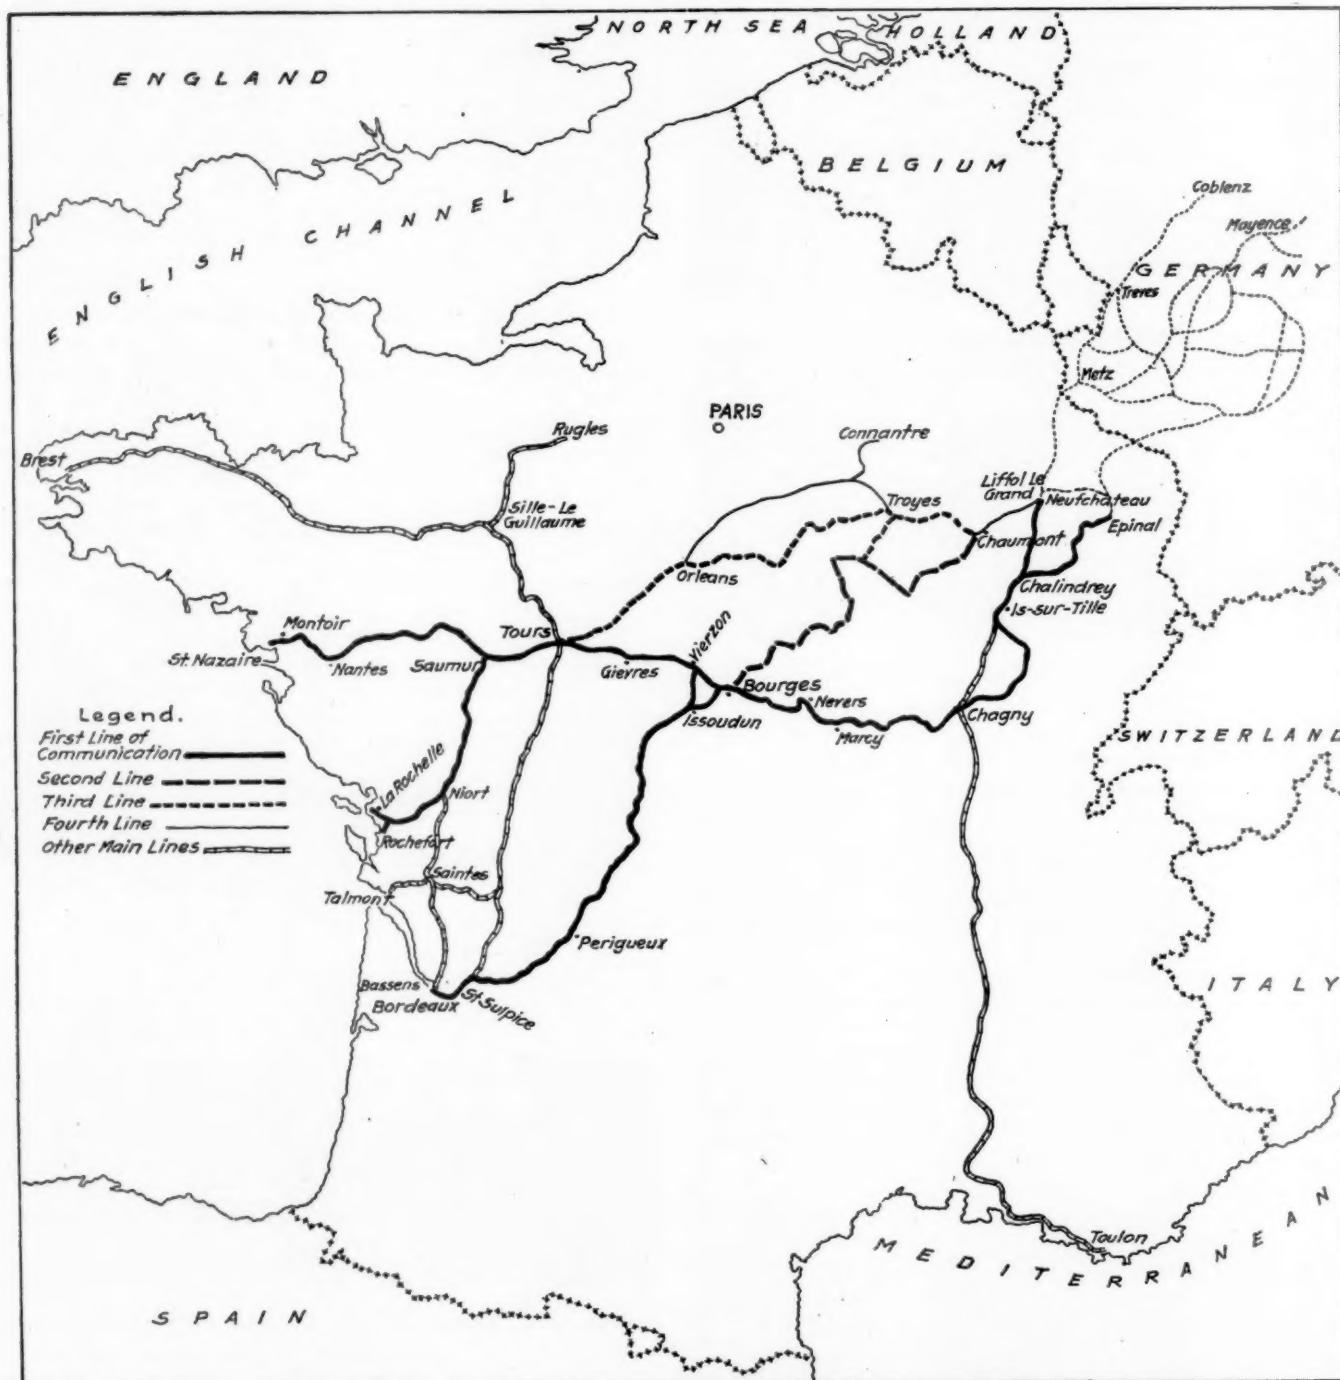 NORTH SEA
HOLLAND
ENGLAND
BELGIUM
ENGLISH CHANNEL
Coblenz
Mayence
GERMANY
Treves
Metz
PARIS
Rugles
Connantre
Brest
Liffol Le
Grand
Neufchateau
Sille-Le
Guillaume
Troyes
Epinal
Chaumont
Orleans
Chalindrey
Is-sur-Tille
Montoir
Tours
Vierzon
St. Nazaire
Nantes
Saumur
Gievres
Bourges
Nevers
Issoudun
Marcy
Chagny
SWITZERLAND
Legend.
First Line of
Communication
Second Line
Third Line
Fourth Line
Other Main Lines
La Rochelle
Niort
Rochefort
Saintes
Talmont
Perigueux
Bassens
Bordeaux
St. Sulpice
ITALY
Toulon
MEDITERRANEAN
SPAIN